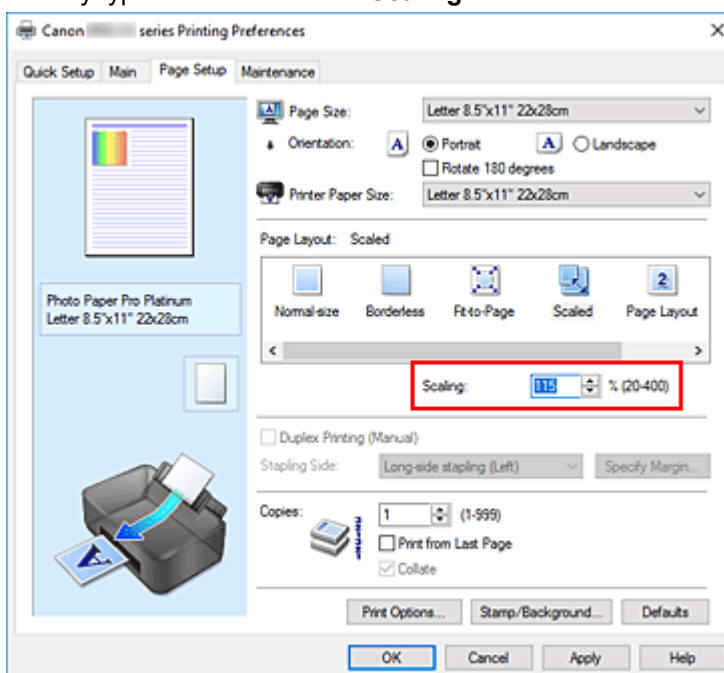 Canon series Printing Preferences
Quick Setup Main Page Setup Maintenance
Page Size: Letter 8.5"x11" 22x28cm
Orientation: A Portrait A Landscape
Rotate 180 degrees
Printer Paper Size: Letter 8.5"x11" 22x28cm
Page Layout: Scaled
Normal-size Borderless Fit-to-Page Scaled 2 Page Layout
Photo Paper Pro Platinum
Letter 8.5"x11" 22x28cm
Scaling: 115 % (20-400)
Duplex Printing (Manual)
Stapling Side: Long-side stapling (Left) Specify Margin...
Copies: 1 (1-999)
Print from Last Page
Collate
A
Print Options... Stamp/Background... Defaults
OK Cancel Apply Help